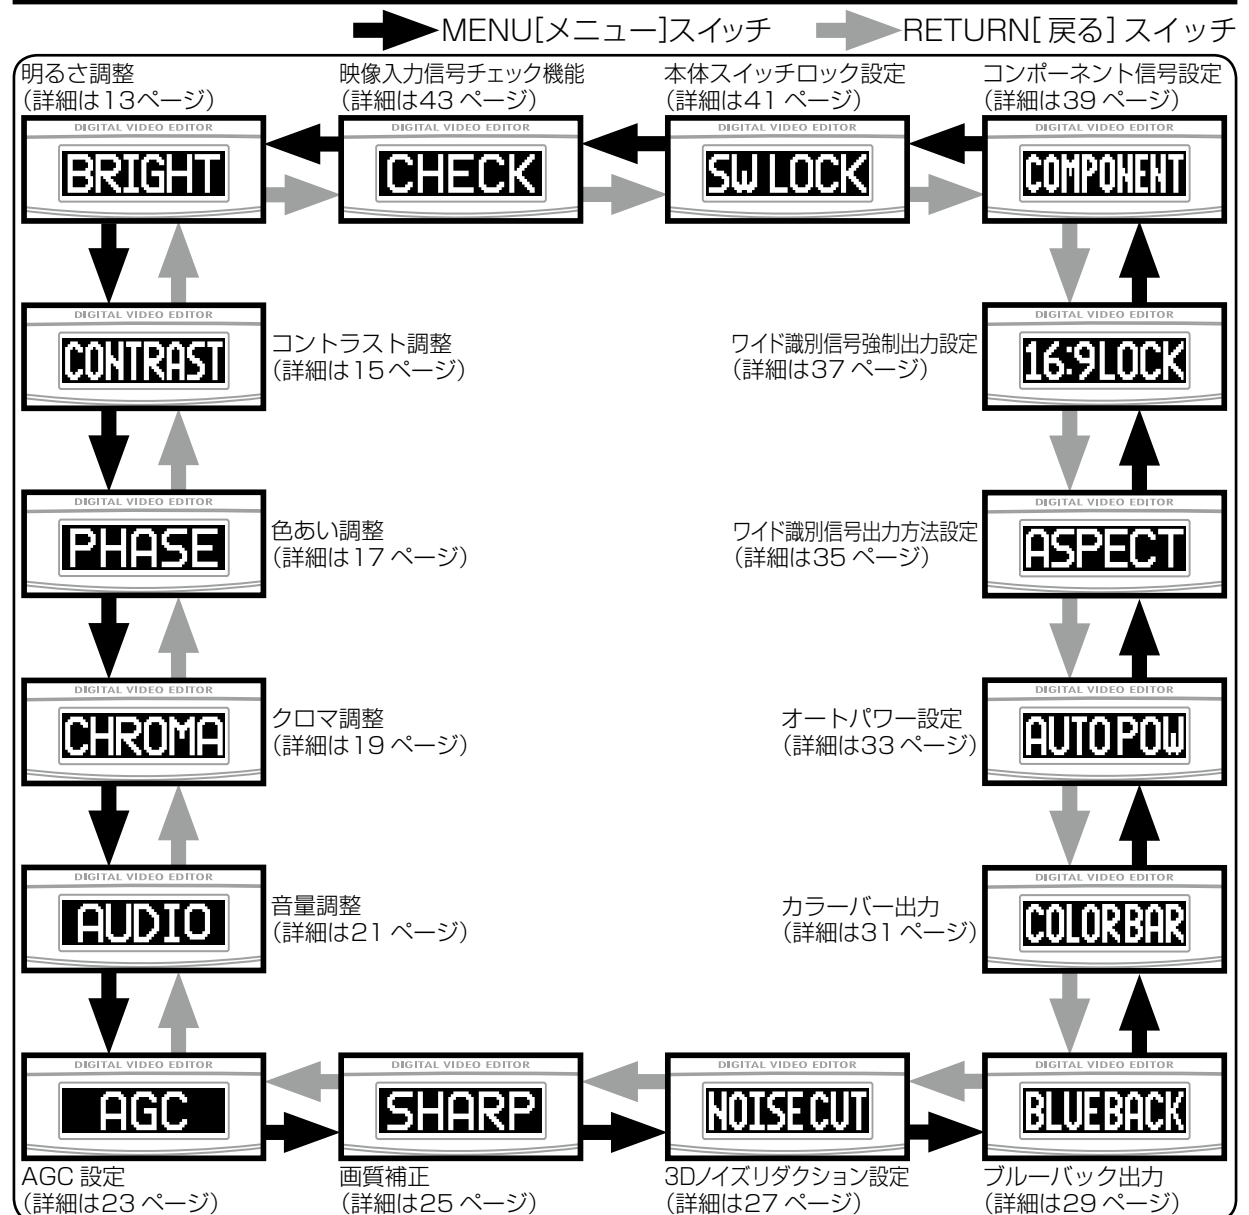 MENU[メニュー]スイッチ
RETURN[戻る]スイッチ
明るさ調整
(詳細は13ページ)
DIGITAL VIDEO EDITOR
BRIGHT
映像入力信号チェック機能
(詳細は43ページ)
DIGITAL VIDEO EDITOR
CHECK
本体スイッチロック設定
(詳細は41ページ)
DIGITAL VIDEO EDITOR
SW LOCK
コンポーネント信号設定
(詳細は39ページ)
DIGITAL VIDEO EDITOR
COMPONENT
DIGITAL VIDEO EDITOR
CONTRAST
コントラスト調整
(詳細は15ページ)
ワイド識別信号強制出力設定
(詳細は37ページ)
DIGITAL VIDEO EDITOR
16:9LOCK
DIGITAL VIDEO EDITOR
PHASE
色あい調整
(詳細は17ページ)
ワイド識別信号出力方法設定
(詳細は35ページ)
DIGITAL VIDEO EDITOR
ASPECT
DIGITAL VIDEO EDITOR
CHROMA
クロマ調整
(詳細は19ページ)
オートパワー設定
(詳細は33ページ)
DIGITAL VIDEO EDITOR
AUTO POW
DIGITAL VIDEO EDITOR
AUDIO
音量調整
(詳細は21ページ)
カラーバー出力
(詳細は31ページ)
DIGITAL VIDEO EDITOR
COLORBAR
DIGITAL VIDEO EDITOR
AGC
AGC 設定
(詳細は23ページ)
DIGITAL VIDEO EDITOR
SHARP
画質補正
(詳細は25ページ)
DIGITAL VIDEO EDITOR
NOISE CUT
3Dノイズリダクション設定
(詳細は27ページ)
DIGITAL VIDEO EDITOR
BLUEBACK
ブルーバック出力
(詳細は29ページ)